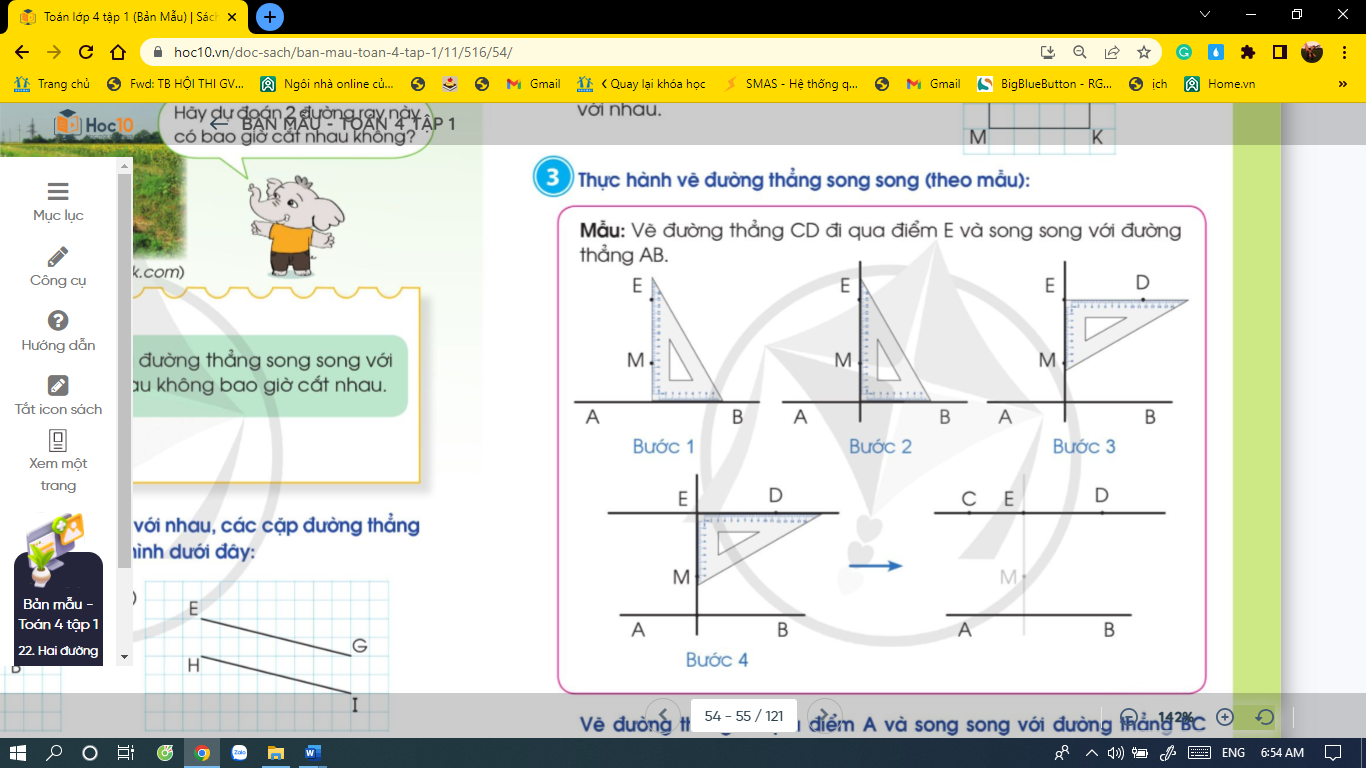 Toán lớp 4 tập 1 (Bản Mẫu) | Sách
hoc10.vn/doc-sach/ban-mau-toan-4-tap-1/11/516/54/
Trang chủ
Fwd: TB HỘI THI GV...
Ngôi nhà online củ...
Gmail
Quay lại khóa học
SMAS - Hệ thống q...
Gmail
BigBlueButton - RG...
ịch
Home.vn
»
Hoc10
BẢN MẪU - TOÁN 4 TẬP 1
Hãy dự đoán 2 đường ray này
có bao giờ cắt nhau không?
Mục lục
Công cụ
Hướng dẫn
Tắt icon sách
Xem một
trang
Bản mẫu -
Toán 4 tập 1
22. Hai đường
k.com)
đường thẳng song song với
au không bao giờ cắt nhau.
với nhau, các cặp đường thẳng
hình dưới đây:
E
G
H
I
B
với nhau.
M K
3 Thực hành vẽ đường thẳng song song (theo mẫu):
Mẫu: Vẽ đường thẳng CD đi qua điểm E và song song với đường
thẳng AB.
E
M
A B
Bước 1
E
M
A B
Bước 2
E D
M
A B
Bước 3
E D
M
A B
Bước 4
C E D
M
A B
Vẽ đường điểm A và song song với đường thẳng BC
54 - 55 / 121
142%
ENG 6:54 AM
Zalo